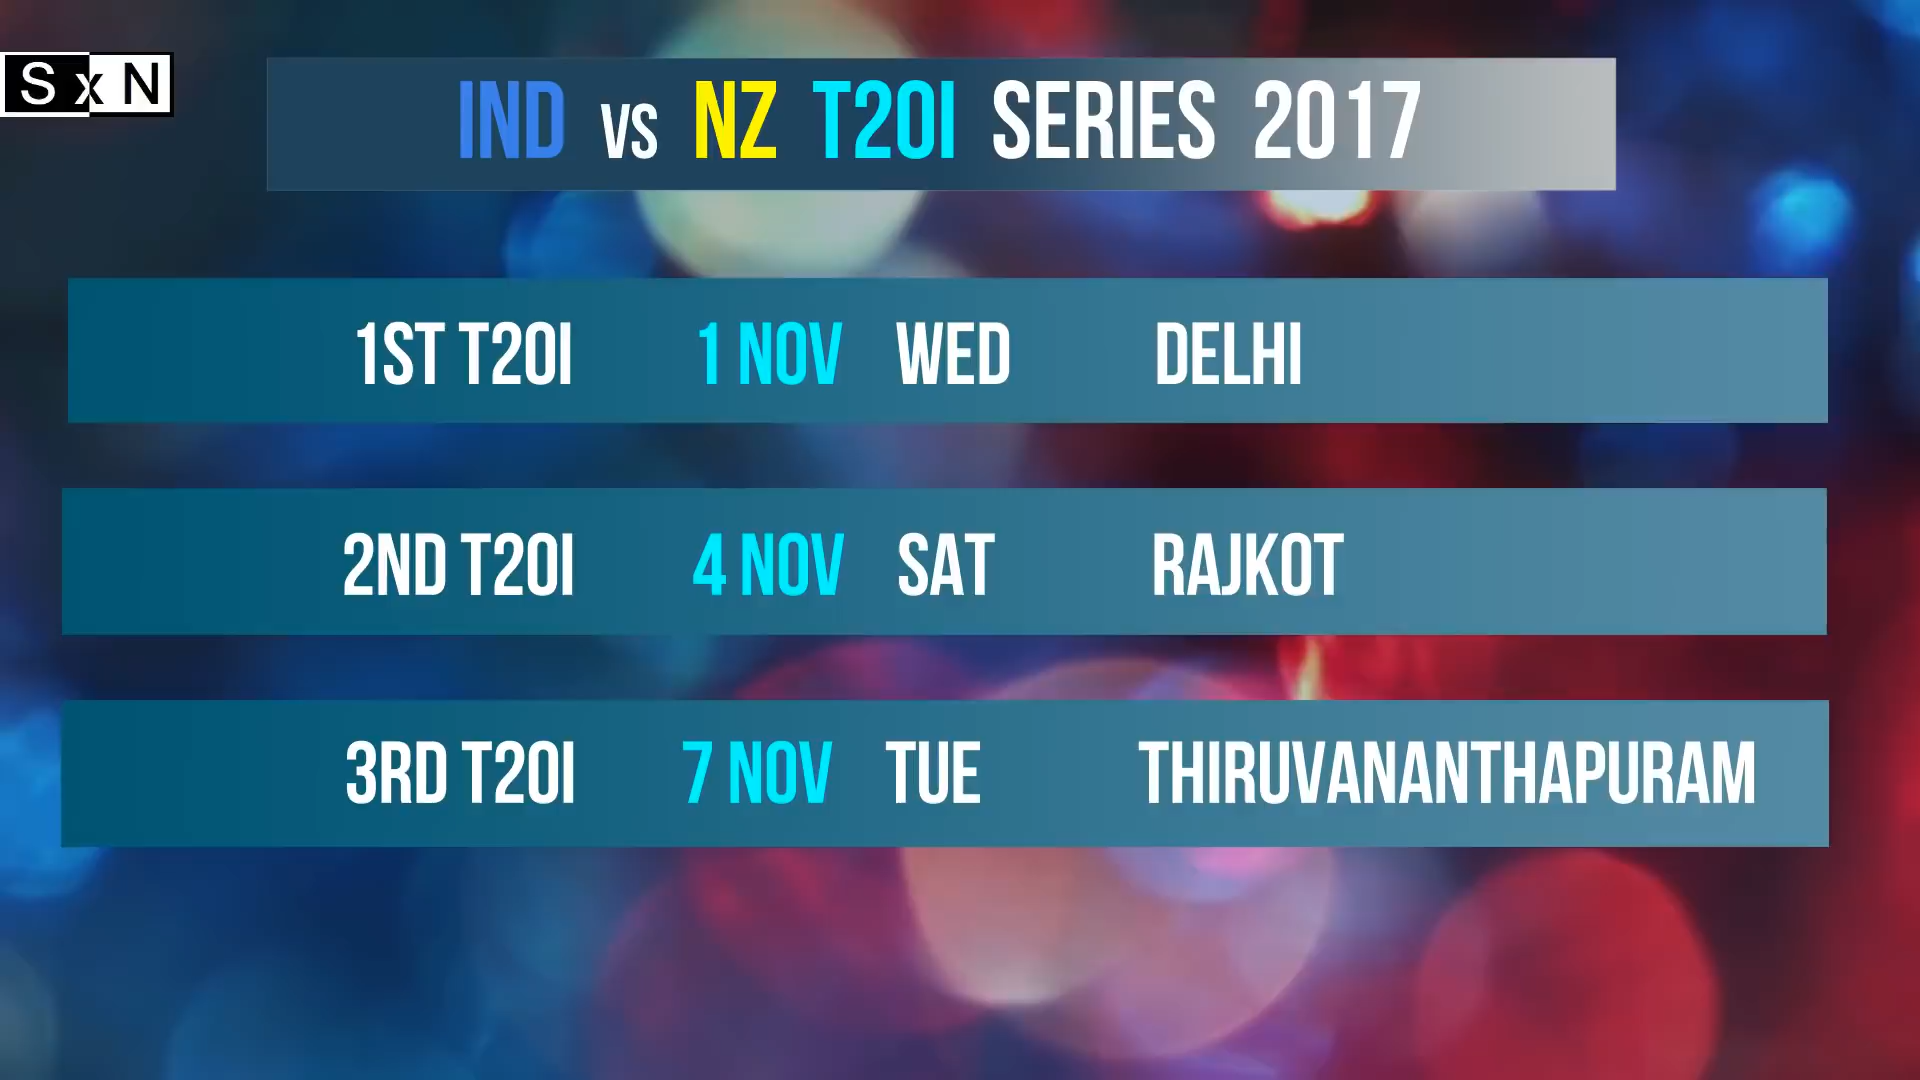 S x N
IND VS NZ T20I SERIES 2017
1ST T20I 1 NOV WED DELHI
2ND T20I 4 NOV SAT RAJKOT
3RD T20I 7 NOV TUE THIRUVANANTHAPURAM